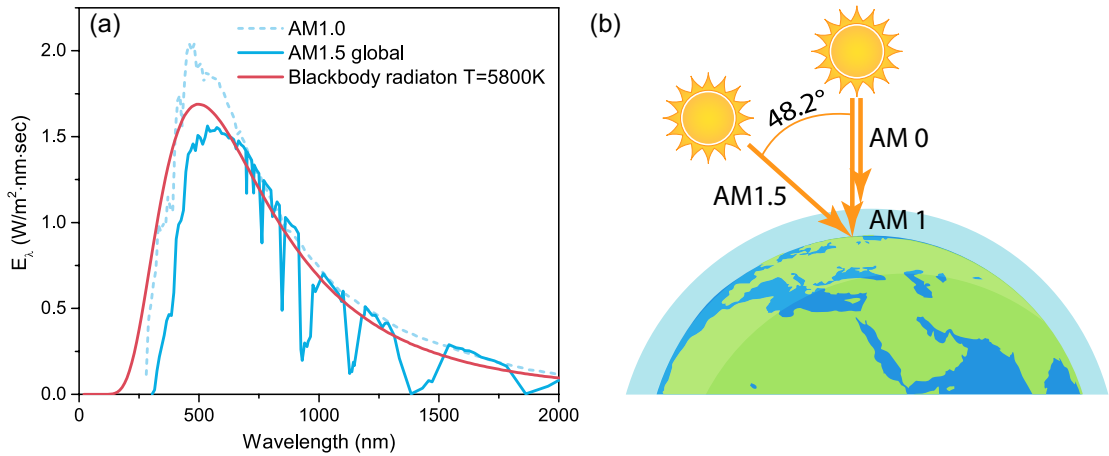 (a)
AM1.0
AM1.5 global
Blackbody radiaton T=5800K
2.0
1.5
1.0
0.5
0.0
E_λ (W/m²·nm·sec)
0
500
1000
1500
2000
Wavelength (nm)
(b)
48.2°
AM 0
AM1.5
AM 1